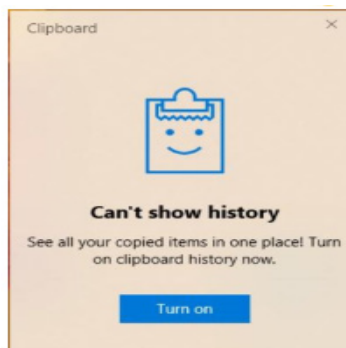 Clipboard
Can't show history
See all your copied items in one place! Turn
on clipboard history now.
Turn on